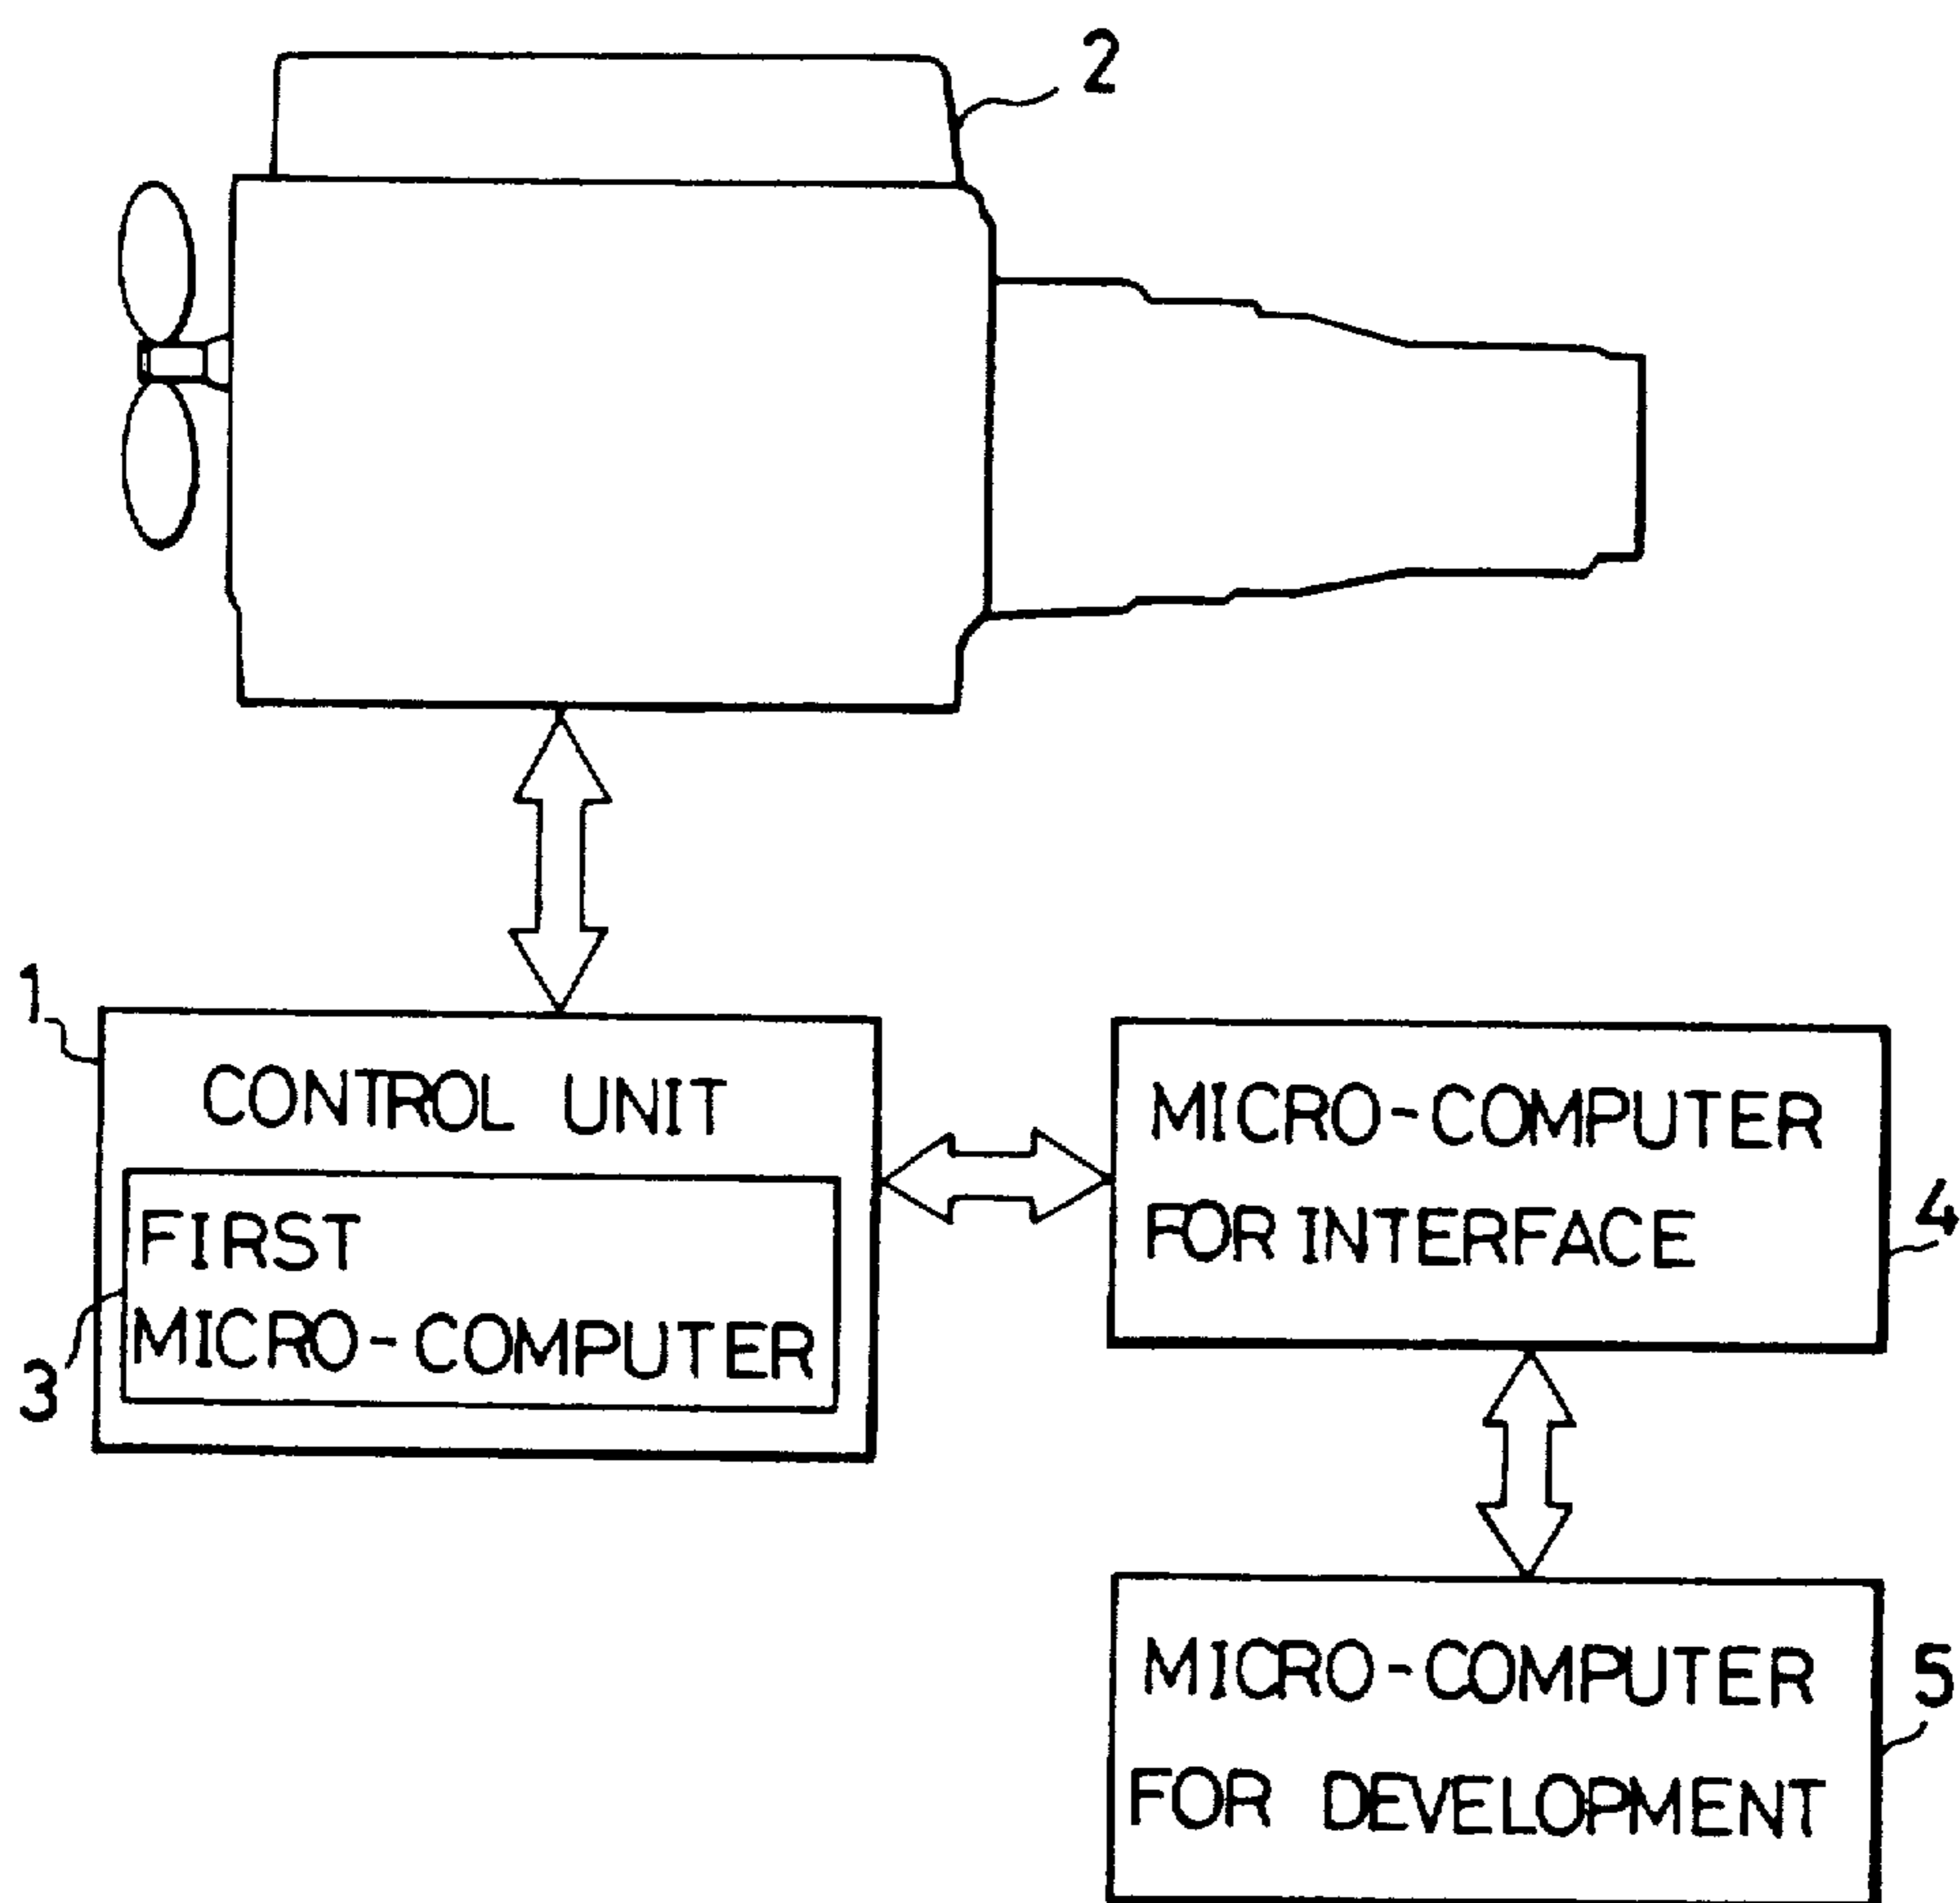 2
1
CONTROL UNIT
FIRST
MICRO-COMPUTER
3
MICRO-COMPUTER
FOR INTERFACE
4
MICRO-COMPUTER
FOR DEVELOPMENT
5